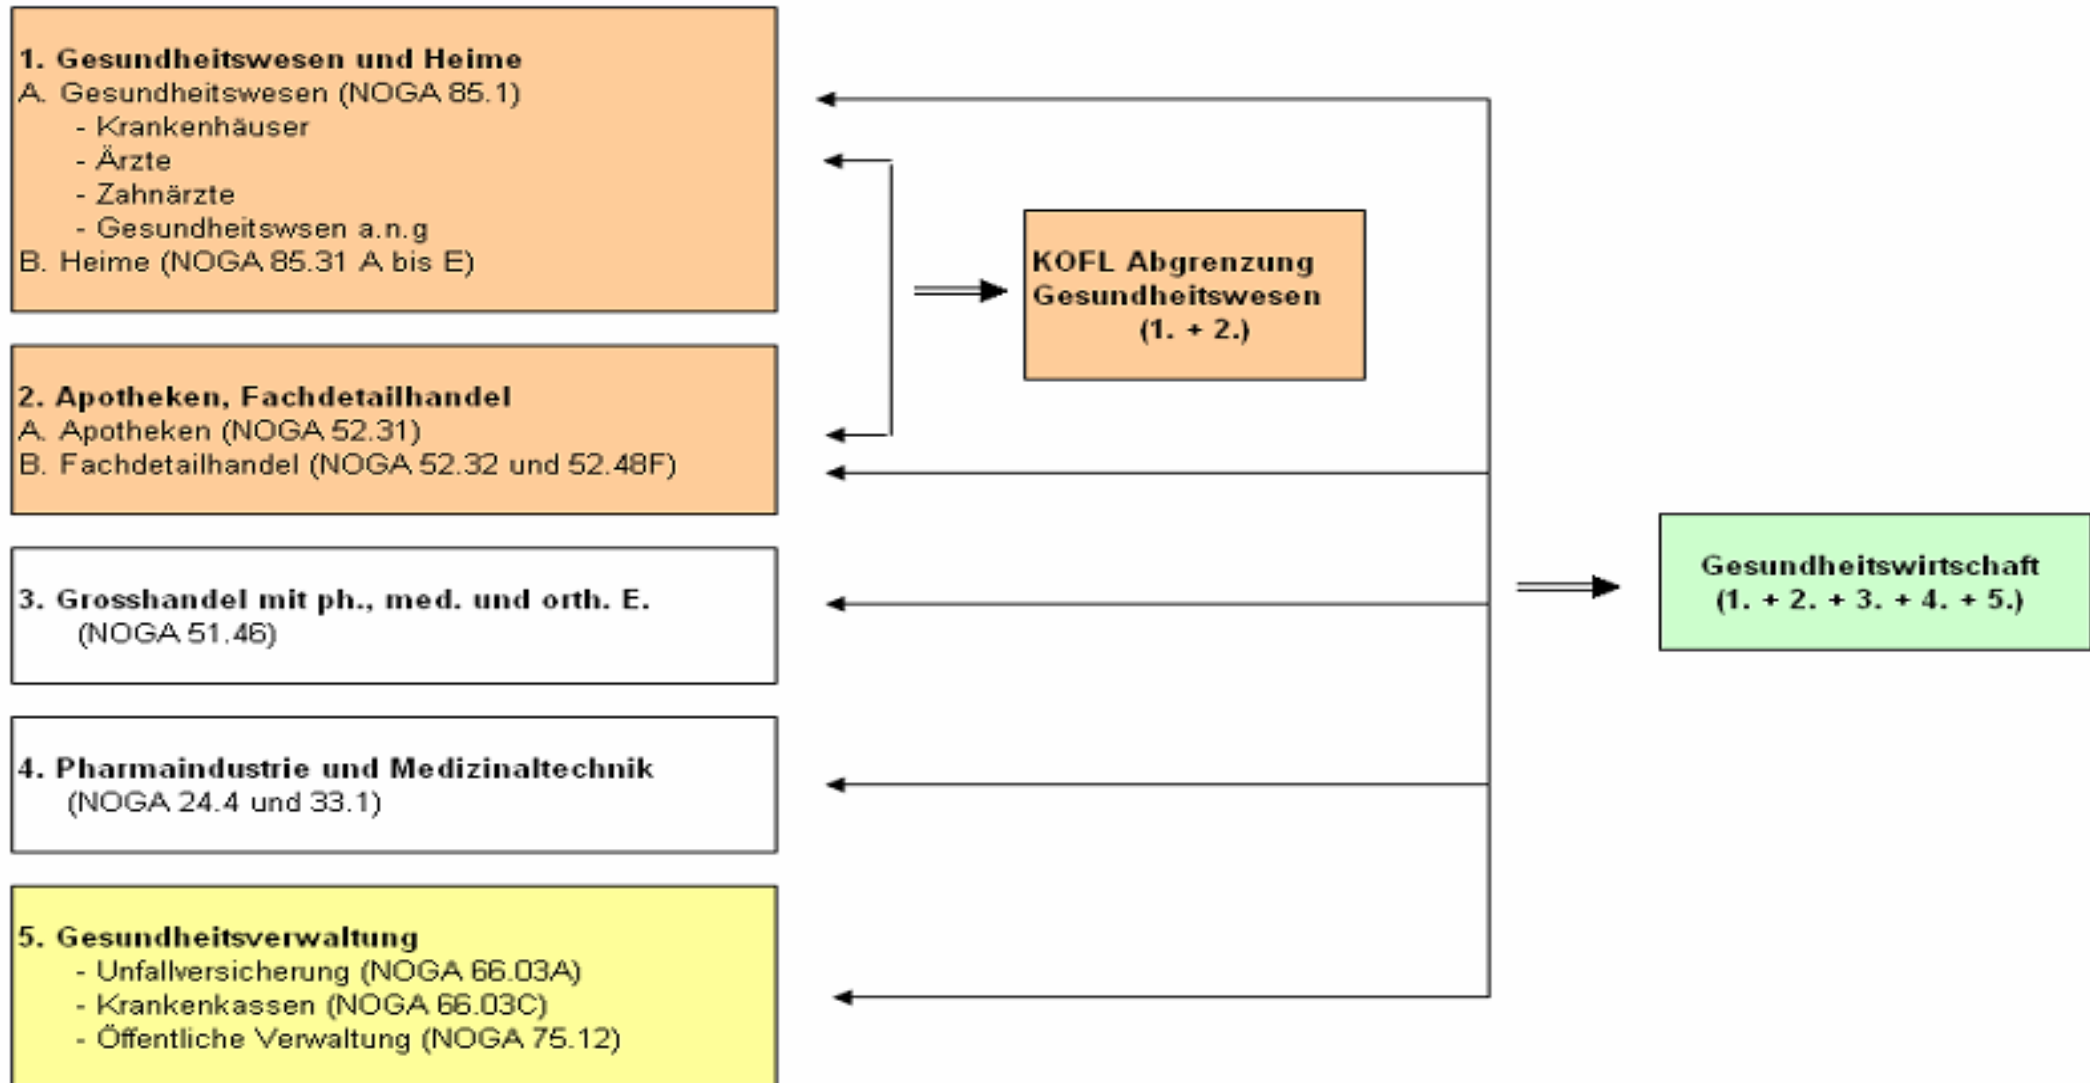 1. Gesundheitswesen und Heime
A. Gesundheitswesen (NOGA 85.1)
- Krankenhäuser
- Ärzte
- Zahnärzte
- Gesundheitswsen a.n.g
B. Heime (NOGA 85.31 A bis E)
KOFL Abgrenzung
Gesundheitswesen
(1. + 2.)
2. Apotheken, Fachdetailhandel
A. Apotheken (NOGA 52.31)
B. Fachdetailhandel (NOGA 52.32 und 52.48F)
3. Grosshandel mit ph., med. und orth. E.
(NOGA 51.46)
Gesundheitswirtschaft
(1. + 2. + 3. + 4. + 5.)
4. Pharmaindustrie und Medizinaltechnik
(NOGA 24.4 und 33.1)
5. Gesundheitsverwaltung
- Unfallversicherung (NOGA 66.03A)
- Krankenkassen (NOGA 66.03C)
- Öffentliche Verwaltung (NOGA 75.12)